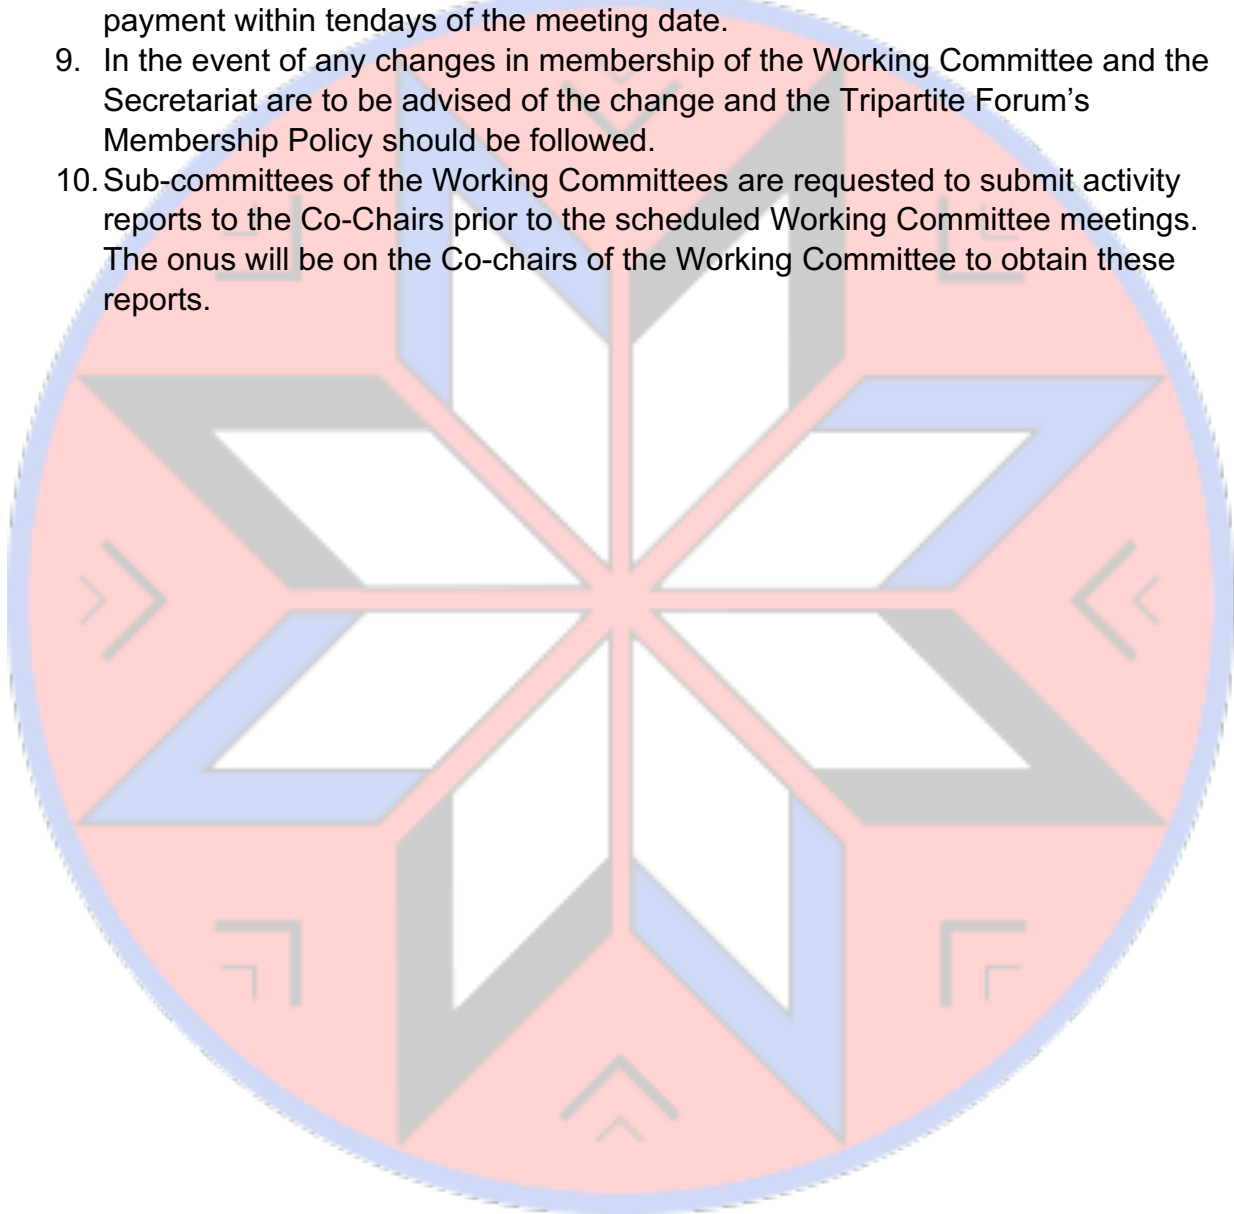 payment within tendays of the meeting date.
9. In the event of any changes in membership of the Working Committee and the
Secretariat are to be advised of the change and the Tripartite Forum’s
Membership Policy should be followed.
10. Sub-committees of the Working Committees are requested to submit activity
reports to the Co-Chairs prior to the scheduled Working Committee meetings.
The onus will be on the Co-chairs of the Working Committee to obtain these
reports.